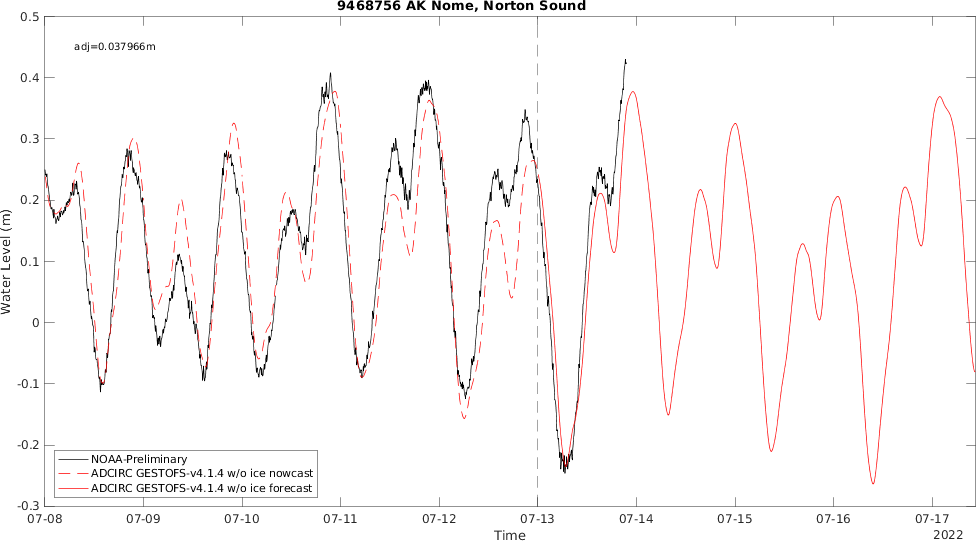 9468756 AK Nome, Norton Sound
0.5
adj=0.037966m
0.4
0.3
0.2
0.1
0
-0.1
-0.2
-0.3
Water Level (m)
NOAA-Preliminary
ADCIRC GESTOFS-v4.1.4 w/o ice nowcast
ADCIRC GESTOFS-v4.1.4 w/o ice forecast
07-08 07-09 07-10 07-11 07-12 07-13 07-14 07-15 07-16 07-17
Time
2022